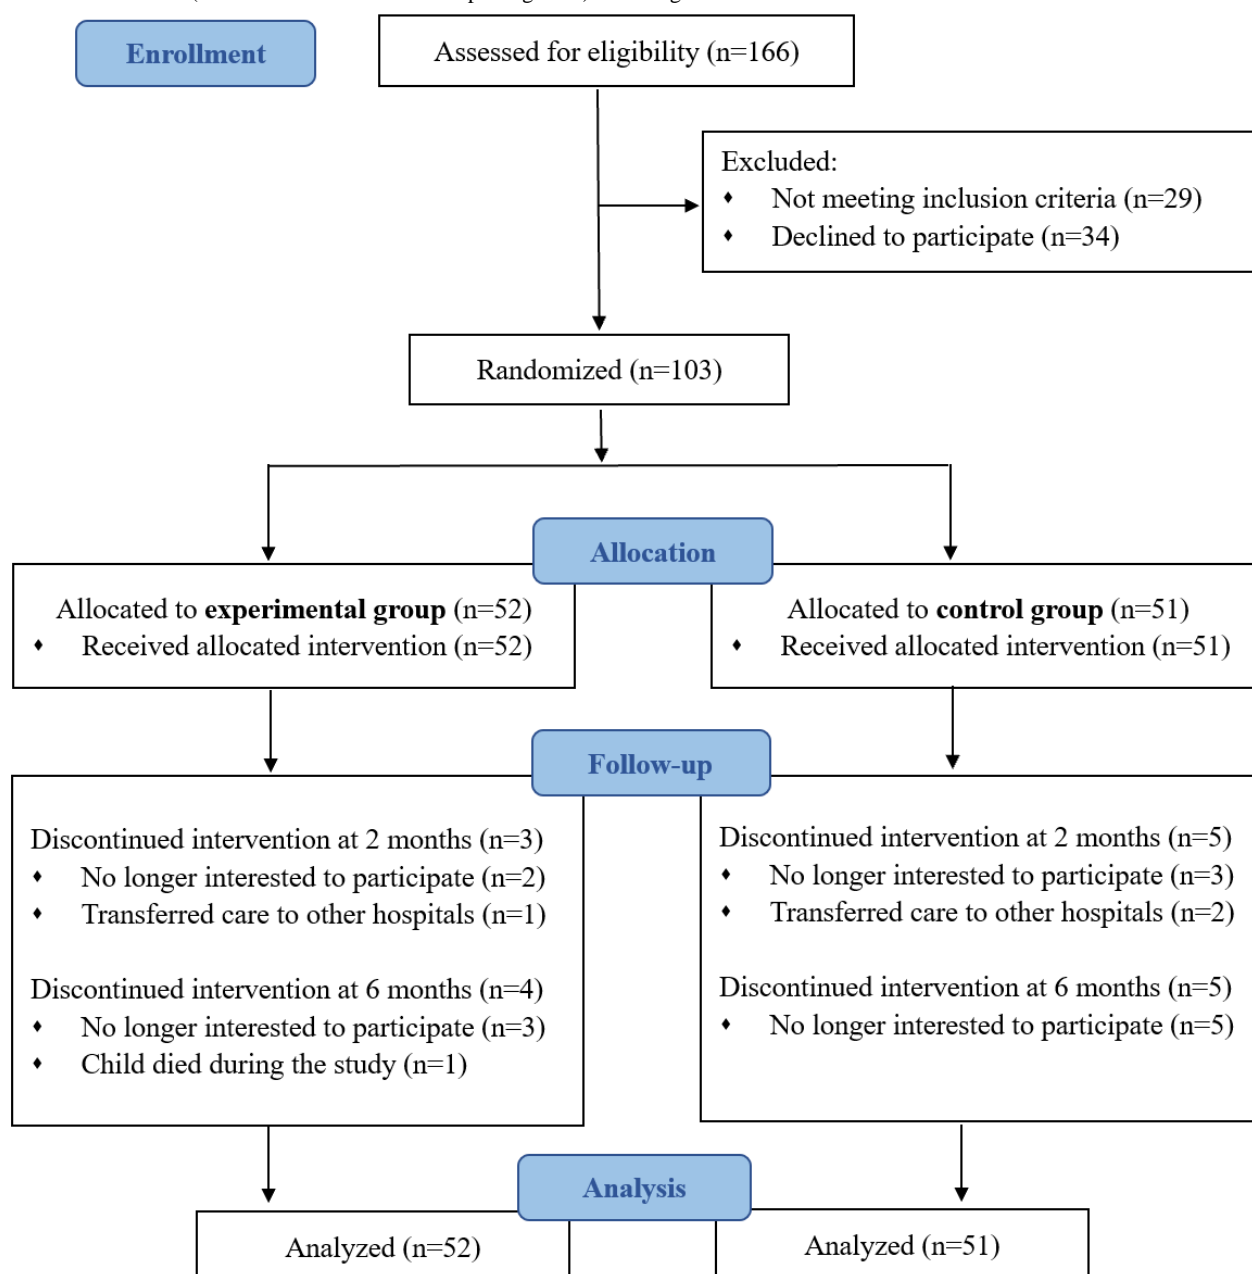 Enrollment
Assessed for eligibility (n=166)
Excluded:
♦ Not meeting inclusion criteria (n=29)
♦ Declined to participate (n=34)
Randomized (n=103)
Allocation
Allocated to experimental group (n=52)
♦ Received allocated intervention (n=52)
Allocated to control group (n=51)
♦ Received allocated intervention (n=51)
Follow-up
Discontinued intervention at 2 months (n=3)
♦ No longer interested to participate (n=2)
♦ Transferred care to other hospitals (n=1)
Discontinued intervention at 6 months (n=4)
♦ No longer interested to participate (n=3)
♦ Child died during the study (n=1)
Discontinued intervention at 2 months (n=5)
♦ No longer interested to participate (n=3)
♦ Transferred care to other hospitals (n=2)
Discontinued intervention at 6 months (n=5)
♦ No longer interested to participate (n=5)
Analysis
Analyzed (n=52)
Analyzed (n=51)